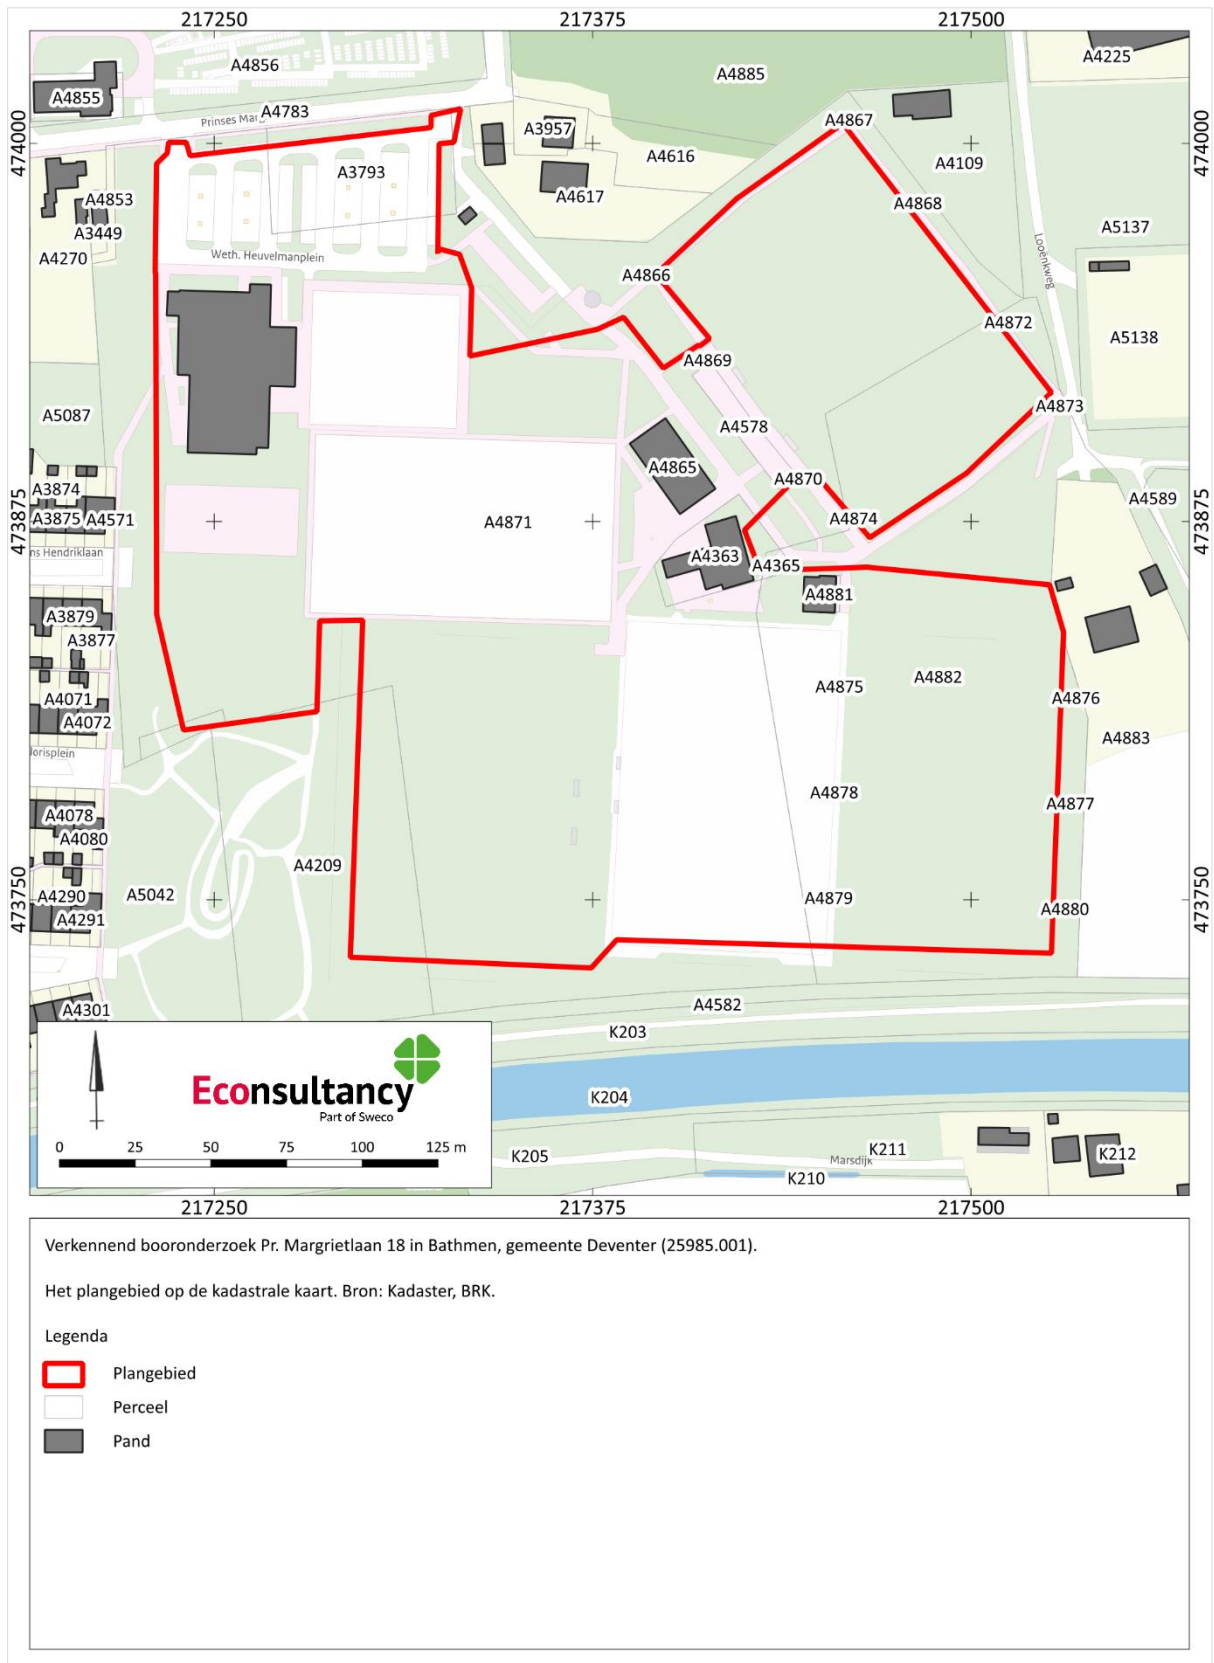 217250 217375 217500
A4225
A4856
A4885
A4855
A4783
Prinses Marg
A4867
A3957
474000
474000
A4616
A4109
A3793
A4617
A4853
A4868
A3449
A5137
A4270
Weth. Heuvelmanplein
Looënkweg
A4866
A4872
A5138
A4869
A4873
A5087
A4578
A4865
A4870
A3874
A4589
A3875 A4571
A4871
A4874
473875
473875
ns Hendriklaan
A4363
A4365
A4881
A3879
A3877
A4882
A4875
A4071
A4876
A4072
A4883
lorisplein
A4878
A4877
A4078
A4080
A4209
A4290
A5042
A4879
A4880
473750
473750
A4291
A4301
A4582
K203
Econsultancy
Part of Sweco
K204
0 25 50 75 100 125 m
K205
K211
Marsdijk
K212
K210
217250 217375 217500
Verkennend booronderzoek Pr. Margrietlaan 18 in Bathmen, gemeente Deventer (25985.001).
Het plangebied op de kadastrale kaart. Bron: Kadaster, BRK.
Legenda
Plangebied
Perceel
Pand